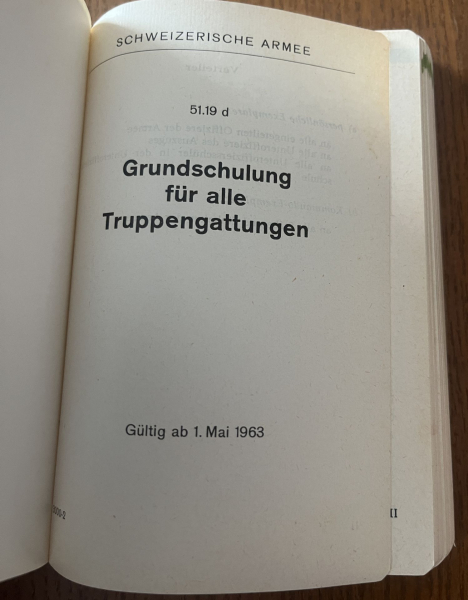 SCHWEIZERISCHE ARMEE
51.19 d
Grundschulung
für alle
Truppengattungen
Gültig ab 1. Mai 1963
II